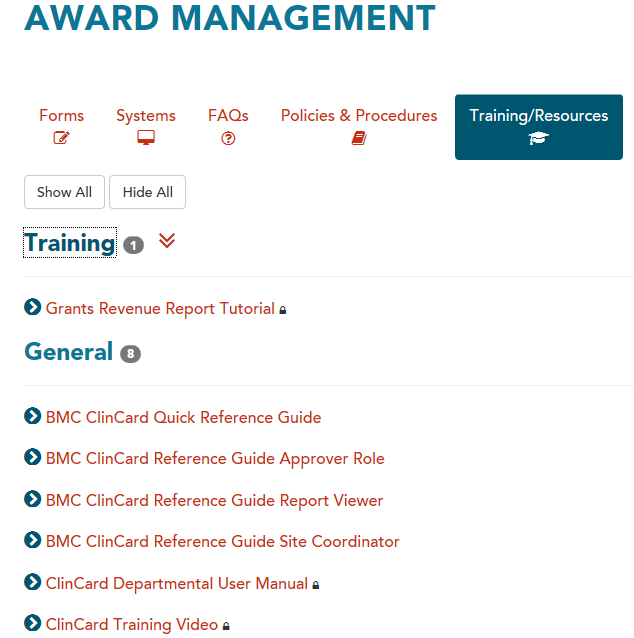 AWARD MANAGEMENT
Forms Systems FAQs Policies & Procedures Training/Resources
Show All Hide All
Training 1
Grants Revenue Report Tutorial
General 8
BMC ClinCard Quick Reference Guide
BMC ClinCard Reference Guide Approver Role
BMC ClinCard Reference Guide Report Viewer
BMC ClinCard Reference Guide Site Coordinator
ClinCard Departmental User Manual
ClinCard Training Video